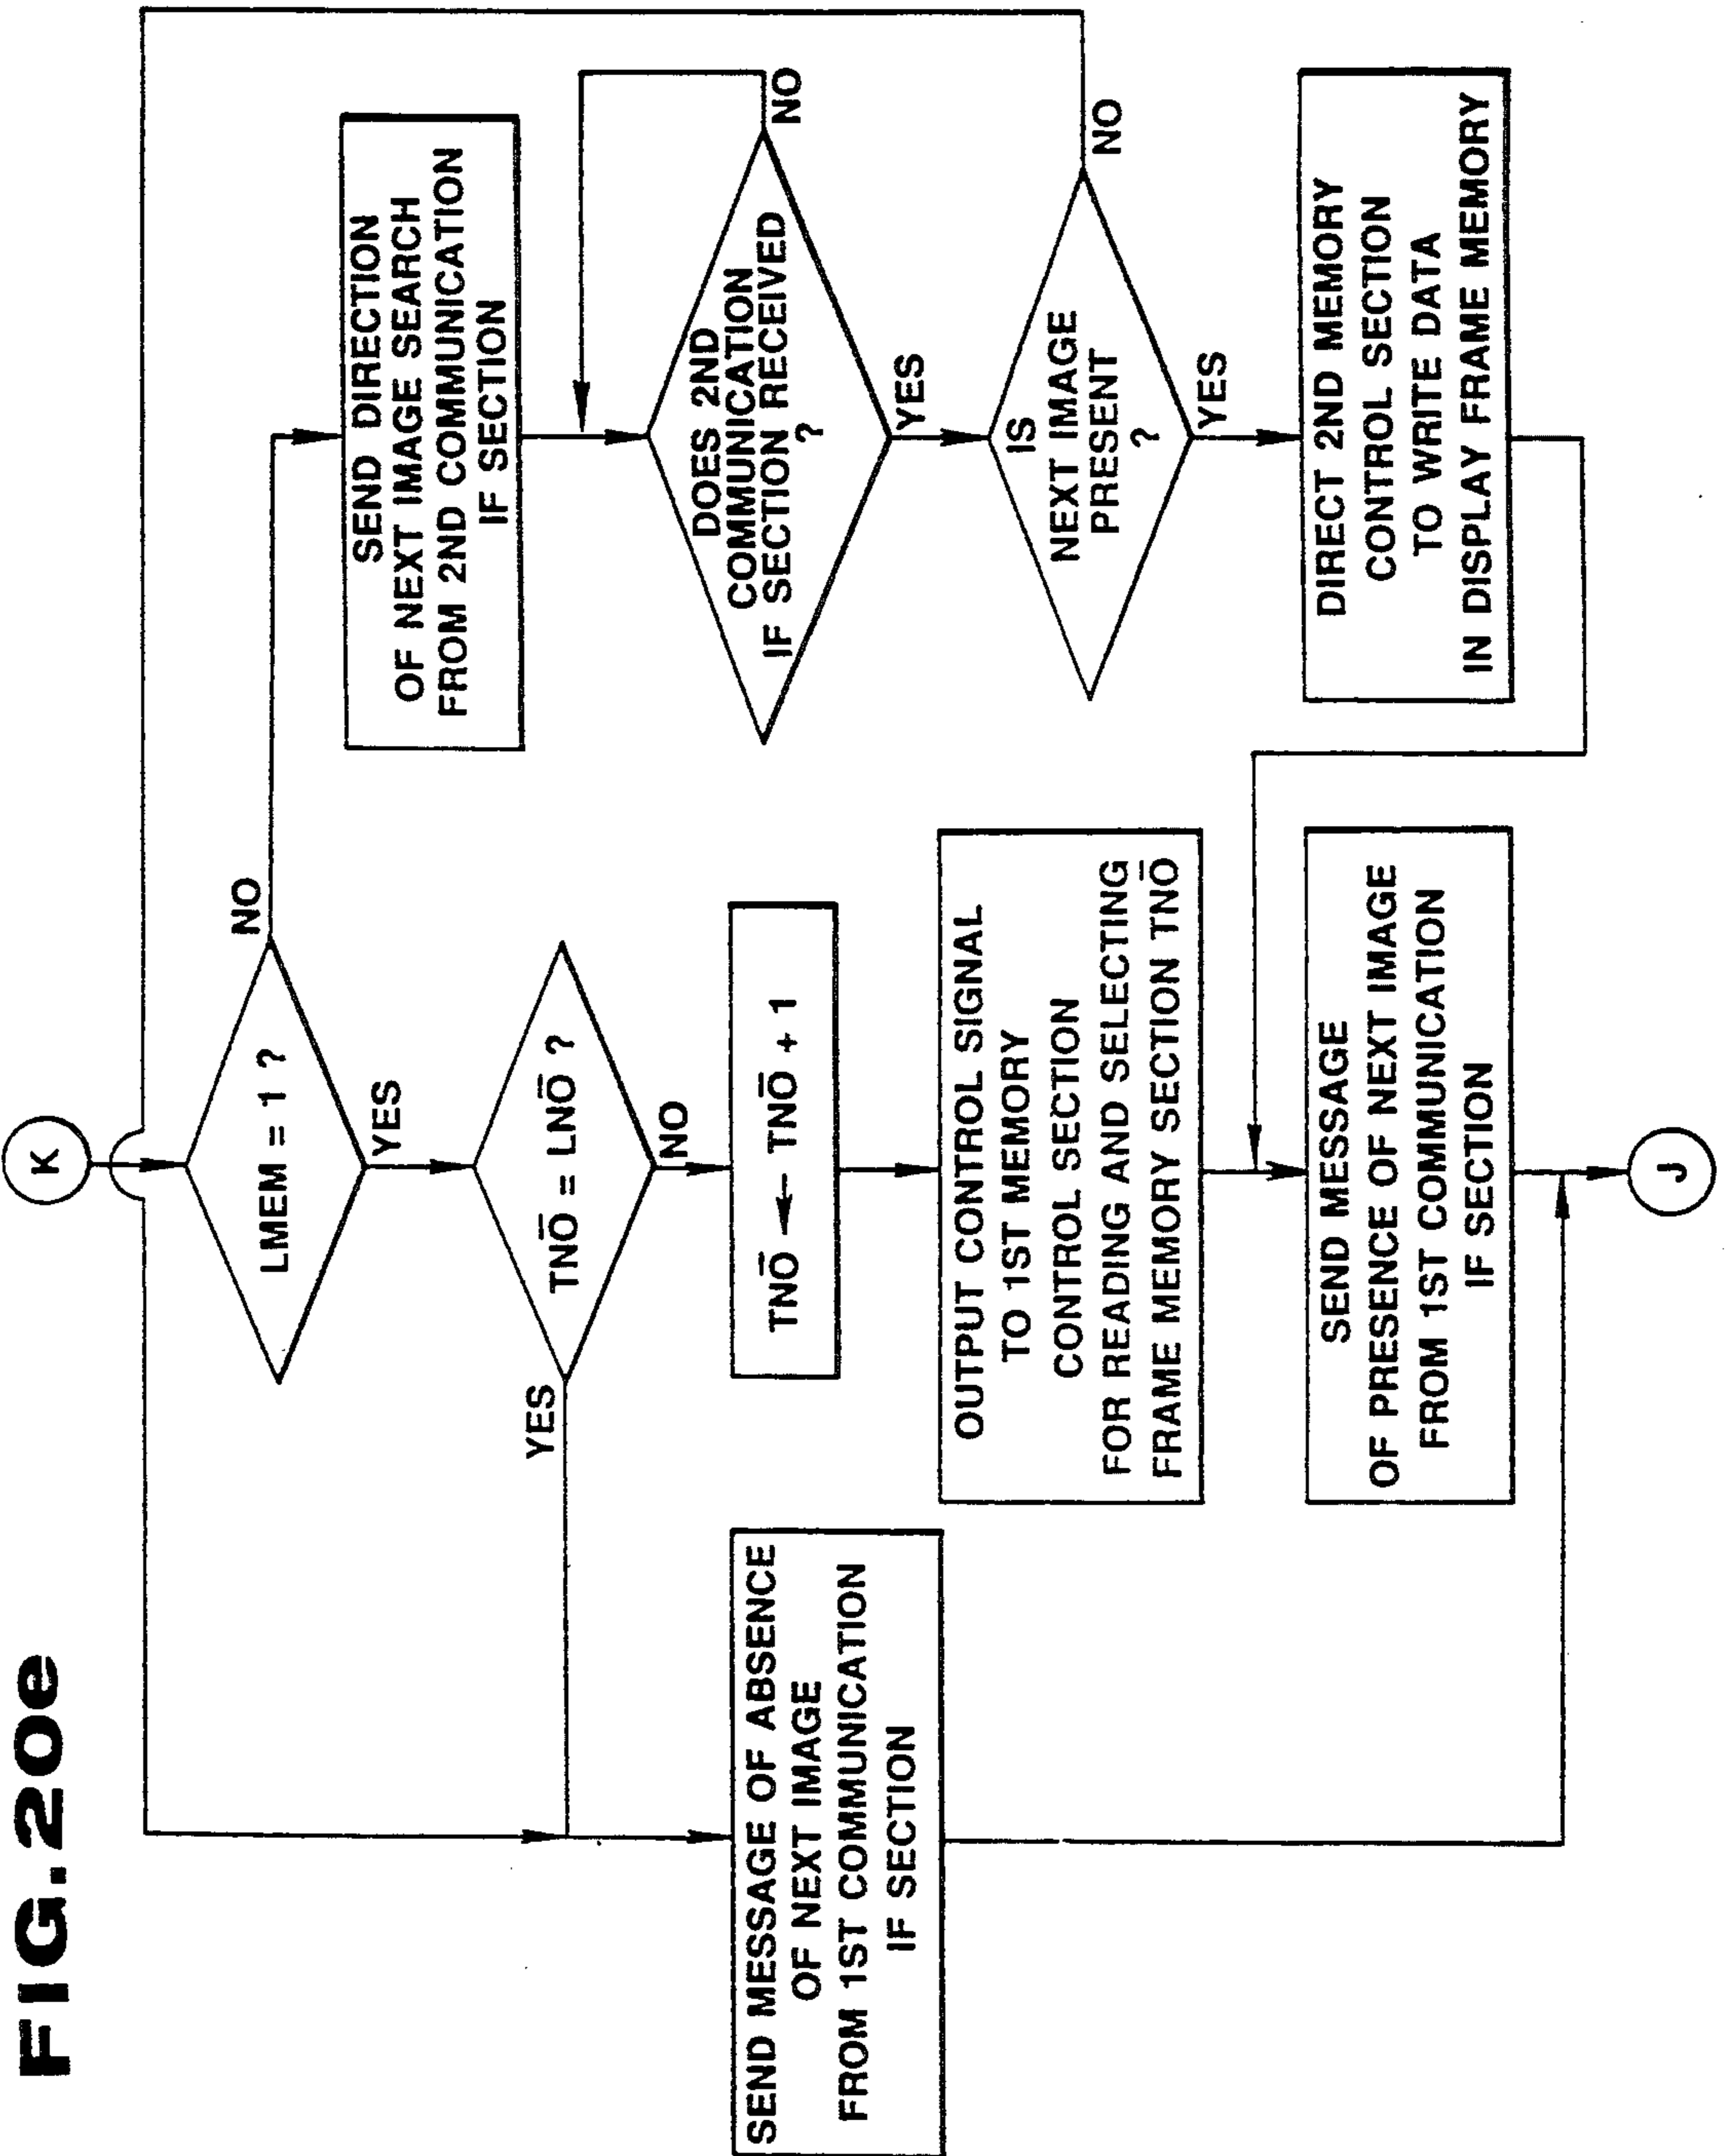 FIG.20e
K
LMEM = 1 ?
NO
YES
TNŌ = LNŌ ?
YES
NO
TNŌ ← TNŌ + 1
OUTPUT CONTROL SIGNAL
TO 1ST MEMORY
CONTROL SECTION
FOR READING AND SELECTING
FRAME MEMORY SECTION TNŌ
SEND MESSAGE OF ABSENCE
OF NEXT IMAGE
FROM 1ST COMMUNICATION
IF SECTION
SEND MESSAGE
OF PRESENCE OF NEXT IMAGE
FROM 1ST COMMUNICATION
IF SECTION
J
SEND DIRECTION
OF NEXT IMAGE SEARCH
FROM 2ND COMMUNICATION
IF SECTION
DOES 2ND
COMMUNICATION
IF SECTION RECEIVED
?
NO
YES
IS
NEXT IMAGE
PRESENT
?
NO
YES
DIRECT 2ND MEMORY
CONTROL SECTION
TO WRITE DATA
IN DISPLAY FRAME MEMORY